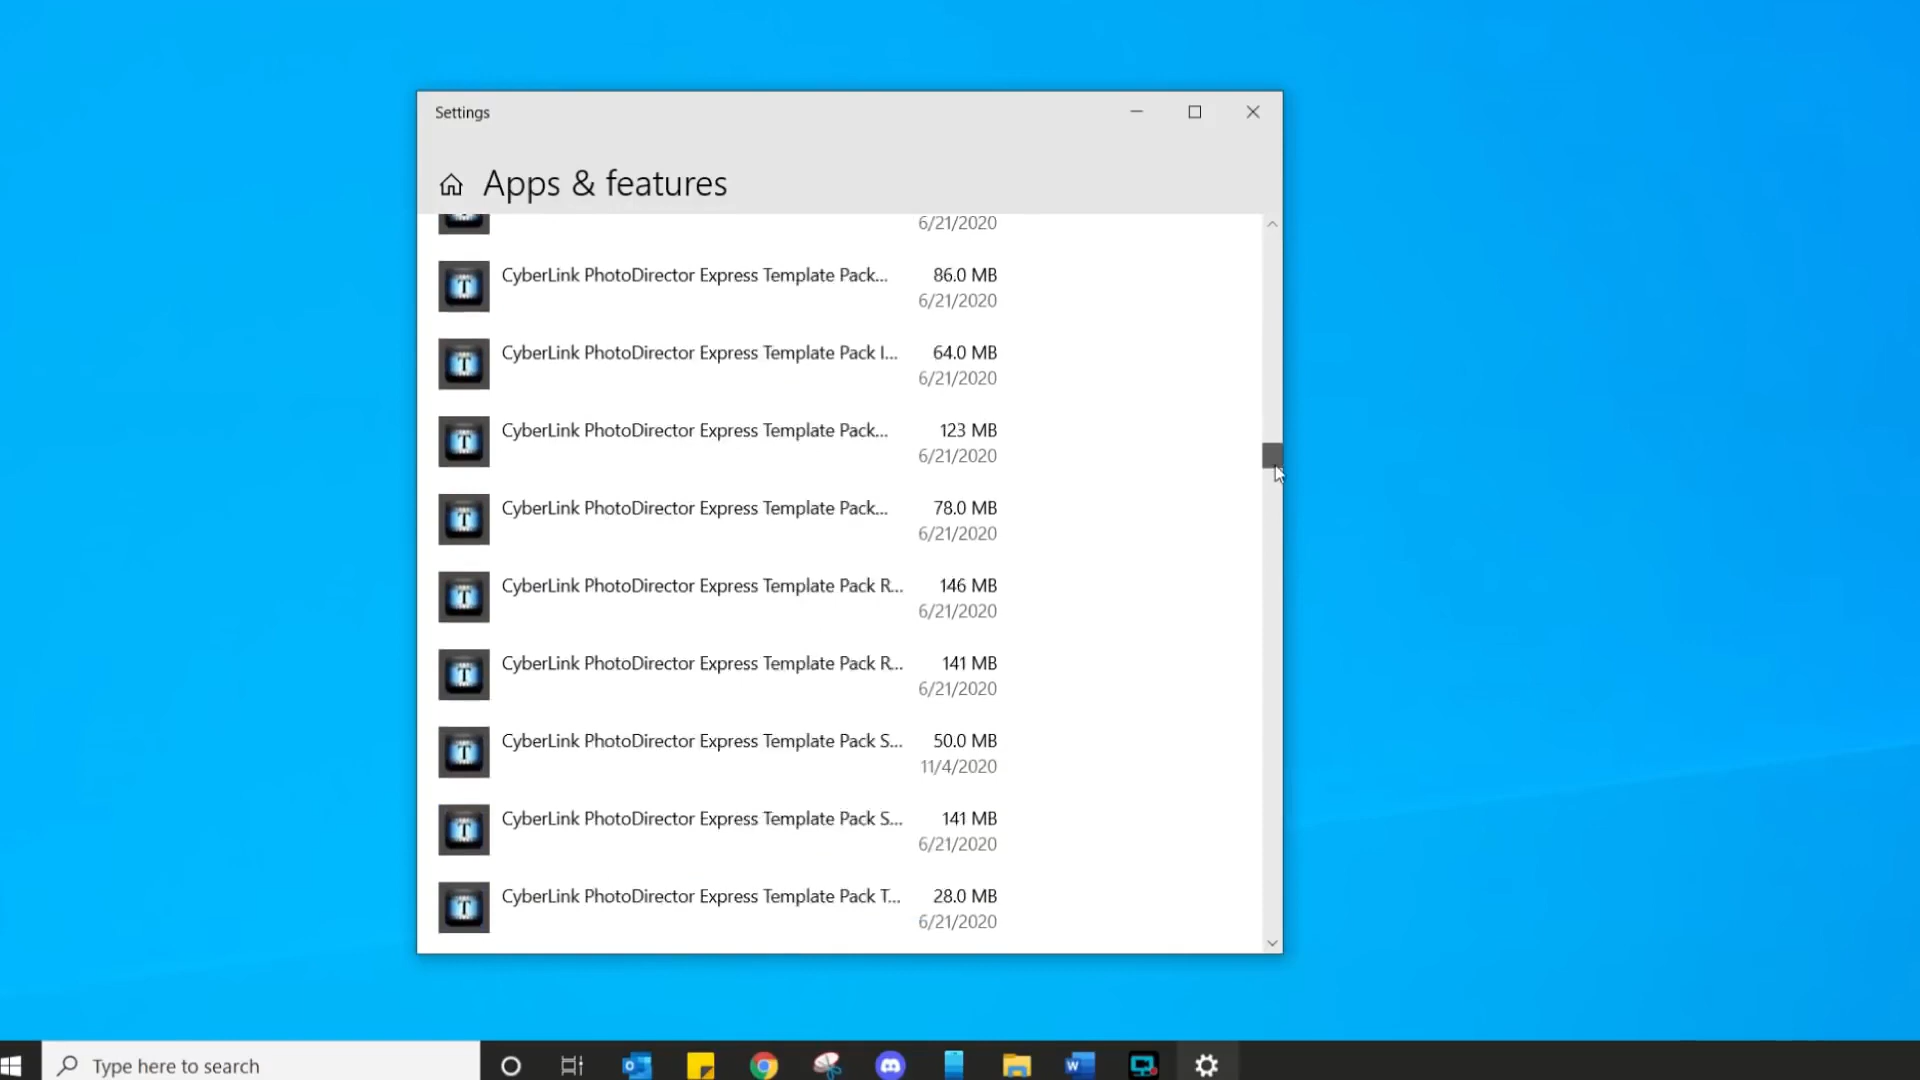 Settings
Apps & features
6/21/2020
CyberLink PhotoDirector Express Template Pack... 86.0 MB
6/21/2020
CyberLink PhotoDirector Express Template Pack I... 64.0 MB
6/21/2020
CyberLink PhotoDirector Express Template Pack... 123 MB
6/21/2020
CyberLink PhotoDirector Express Template Pack... 78.0 MB
6/21/2020
CyberLink PhotoDirector Express Template Pack R... 146 MB
6/21/2020
CyberLink PhotoDirector Express Template Pack R... 141 MB
6/21/2020
CyberLink PhotoDirector Express Template Pack S... 50.0 MB
11/4/2020
CyberLink PhotoDirector Express Template Pack S... 141 MB
6/21/2020
CyberLink PhotoDirector Express Template Pack T... 28.0 MB
6/21/2020
Type here to search